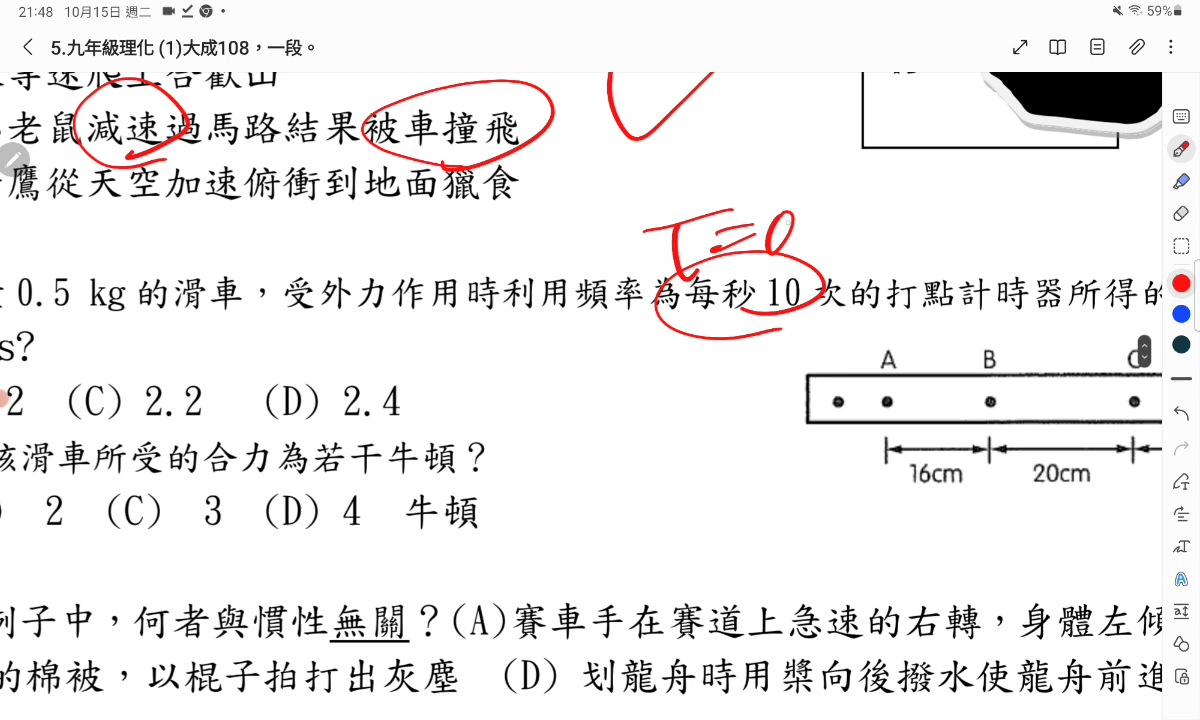 21:48 10月15日 週二 59%
5.九年級理化 (1)大成108，一段。
等速爬上合歡山
老鼠減速過馬路結果被車撞飛
鷹從天空加速俯衝到地面獵食
T=0
0.5 kg 的滑車，受外力作用時利用頻率為每秒 10 次的打點計時器所得的
s?
A B C
2 (C) 2.2 (D) 2.4
該滑車所受的合力為若干牛頓？
16cm 20cm
2 (C) 3 (D) 4 牛頓
例子中，何者與慣性無關？(A)賽車手在賽道上急速的右轉，身體左傾
的棉被，以棍子拍打出灰塵 (D) 划龍舟時用槳向後撥水使龍舟前進